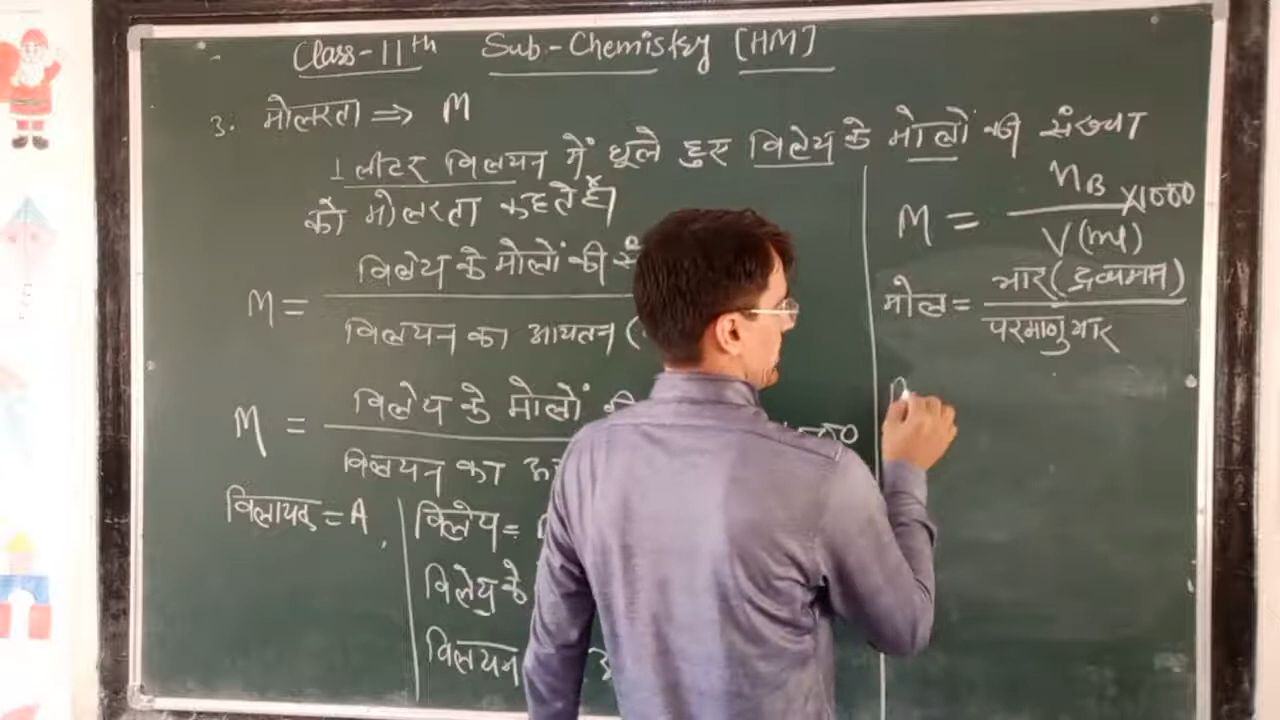 Class-11th Sub-Chemistry [HM]
3. मोलरता ⇒ M
1 लीटर विलयन में घूले हुए विलेय के मोलों की संख्या
को मोलरता कहते हैं।
विलेय के मोलों की
M =
विलयन का आयतन (
विलेय के मोलों
M =
विलयन का
विलायक = A,
विलेय =
विलेय के
विलयन
M = nB ×1000
V(ml)
मोल = भार (द्रव्यमान)
परमाणुभार